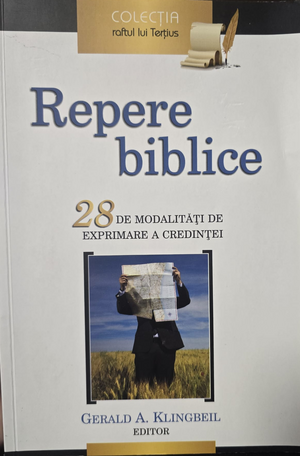 COLECȚIA
raftul lui Terțius
Repere
biblice
28 DE MODALITĂȚI DE
EXPRIMARE A CREDINȚEI
GERALD A. KLINGBEIL
EDITOR